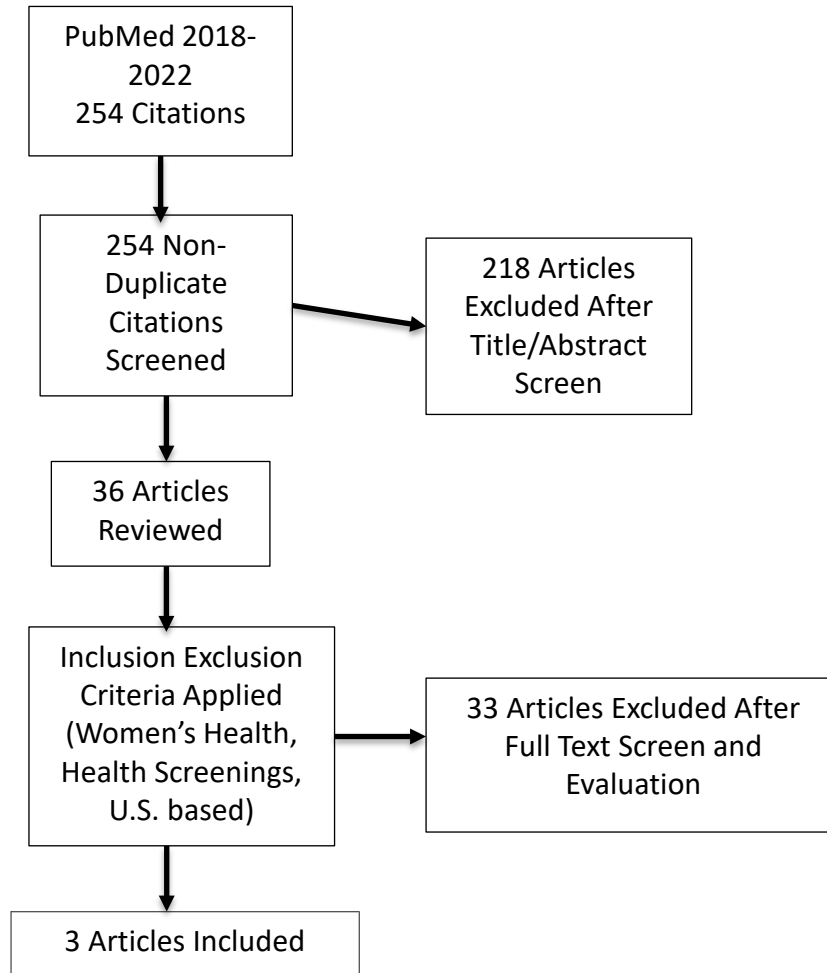 PubMed 2018-
2022
254 Citations
254 Non-
Duplicate
Citations
Screened
218 Articles
Excluded After
Title/Abstract
Screen
36 Articles
Reviewed
Inclusion Exclusion
Criteria Applied
(Women’s Health,
Health Screenings,
U.S. based)
33 Articles Excluded After
Full Text Screen and
Evaluation
3 Articles Included